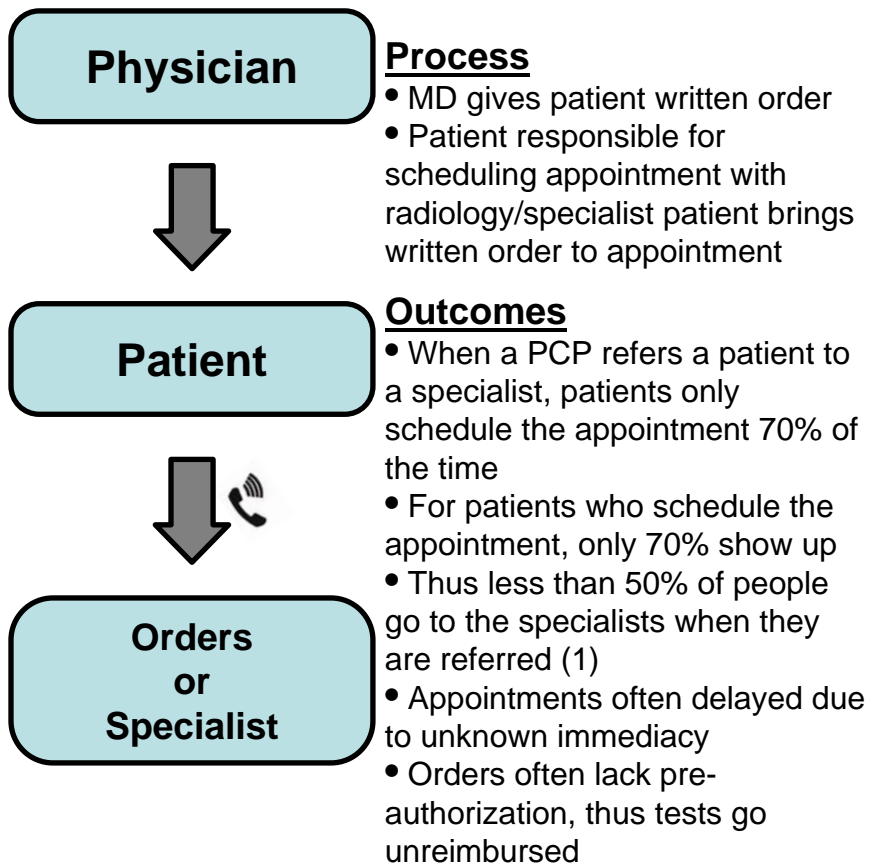 Physician
Process
• MD gives patient written order
• Patient responsible for
scheduling appointment with
radiology/specialist patient brings
written order to appointment
Patient
Outcomes
• When a PCP refers a patient to
a specialist, patients only
schedule the appointment 70% of
the time
• For patients who schedule the
appointment, only 70% show up
• Thus less than 50% of people
go to the specialists when they
are referred (1)
• Appointments often delayed due
to unknown immediacy
• Orders often lack pre-
authorization, thus tests go
unreimbursed
Orders
or
Specialist